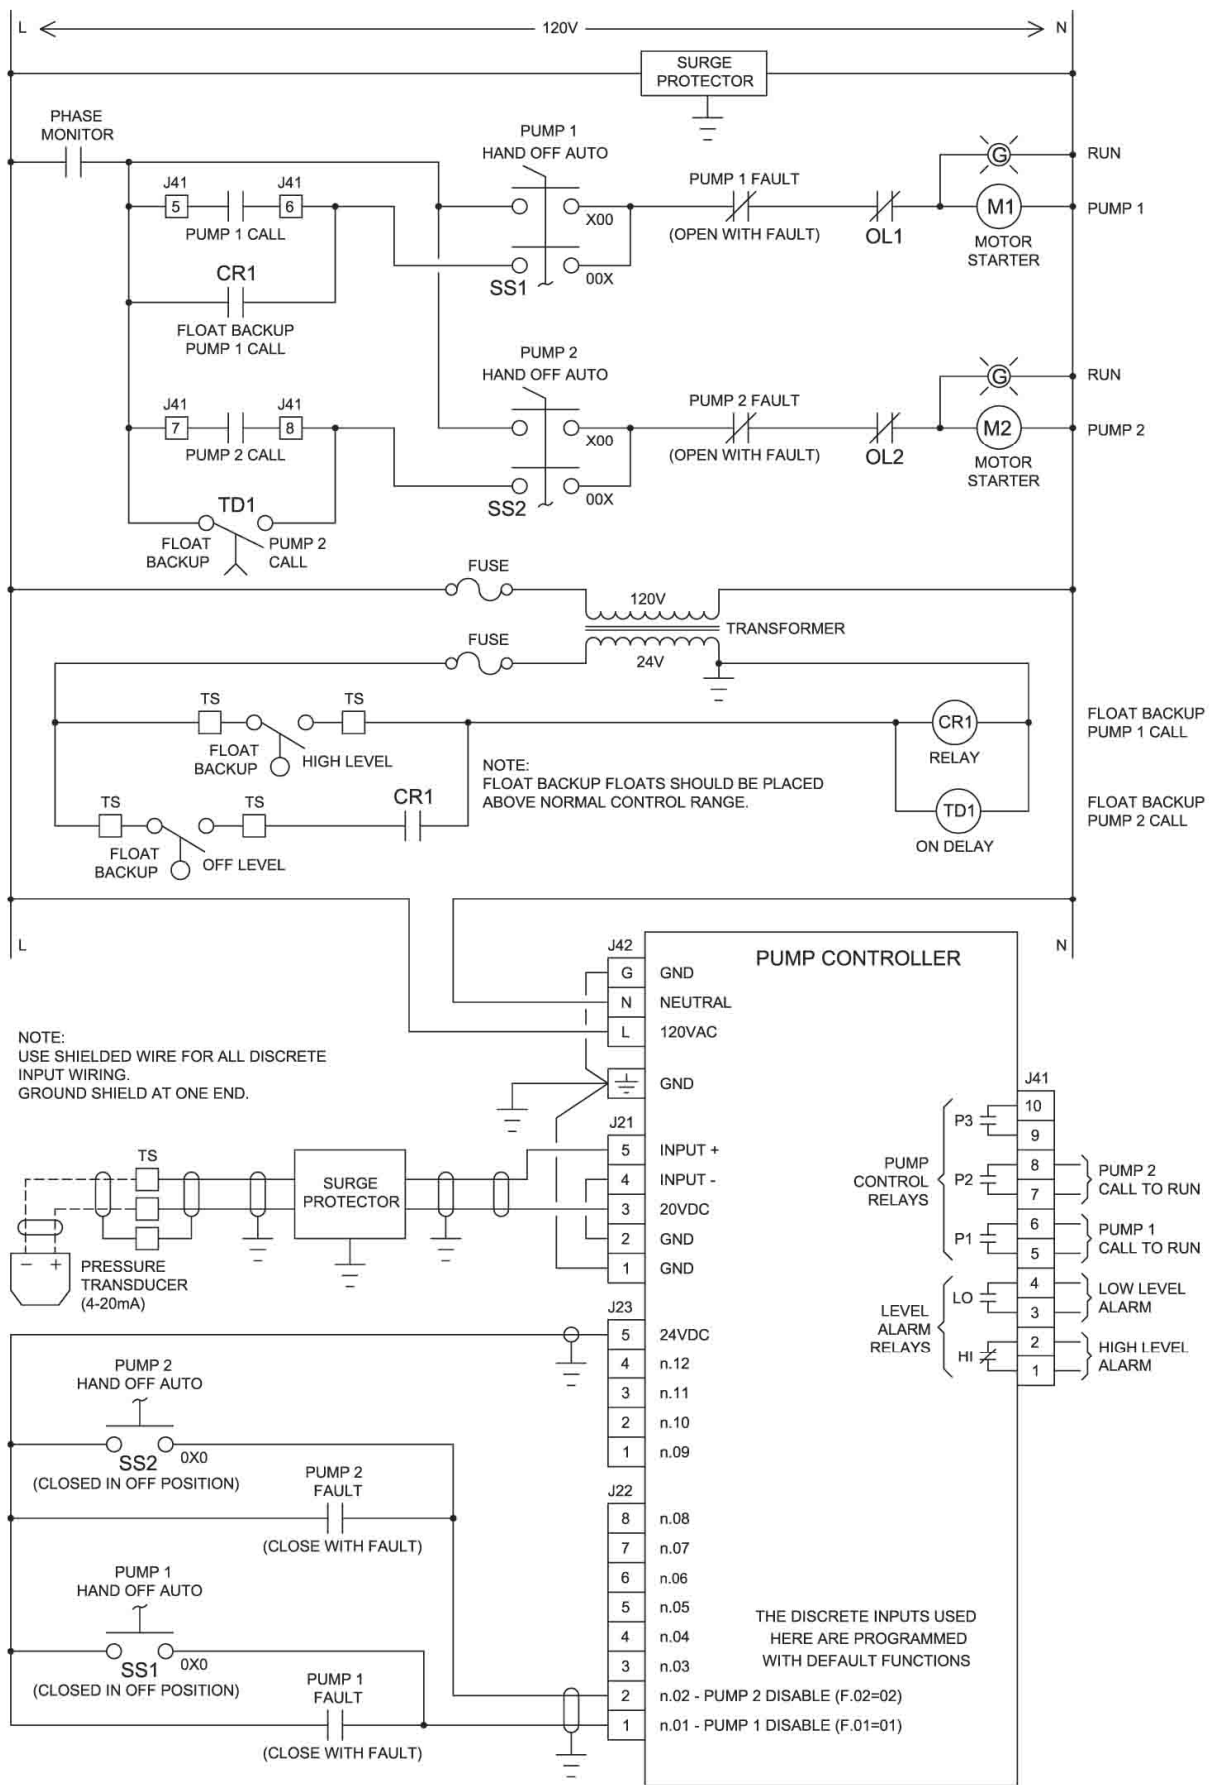 L 120V N
SURGE
PROTECTOR
PHASE
MONITOR
PUMP 1
HAND OFF AUTO
G RUN
J41 J41
5 6
PUMP 1 CALL
X00
PUMP 1 FAULT
(OPEN WITH FAULT)
OL1
M1 PUMP 1
MOTOR
STARTER
CR1
SS1 00X
FLOAT BACKUP
PUMP 1 CALL
PUMP 2
HAND OFF AUTO
G RUN
J41 J41
7 8
PUMP 2 CALL
X00
PUMP 2 FAULT
(OPEN WITH FAULT)
OL2
M2 PUMP 2
MOTOR
STARTER
SS2 00X
TD1
FLOAT
BACKUP
PUMP 2
CALL
FUSE
120V
TRANSFORMER
FUSE
24V
TS TS
FLOAT
BACKUP
HIGH LEVEL
CR1
RELAY
FLOAT BACKUP
PUMP 1 CALL
NOTE:
FLOAT BACKUP FLOATS SHOULD BE PLACED
ABOVE NORMAL CONTROL RANGE.
TS TS
CR1
FLOAT
BACKUP
OFF LEVEL
TD1
ON DELAY
FLOAT BACKUP
PUMP 2 CALL
L N
PUMP CONTROLLER
J42
G GND
N NEUTRAL
L 120VAC
GND
NOTE:
USE SHIELDED WIRE FOR ALL DISCRETE
INPUT WIRING.
GROUND SHIELD AT ONE END.
J21
5 INPUT +
4 INPUT -
3 20VDC
2 GND
1 GND
TS
SURGE
PROTECTOR
- +
PRESSURE
TRANSDUCER
(4-20mA)
J41
10
9
8
7
6
5
4
3
2
1
P3
P2
P1
LO
HI
PUMP
CONTROL
RELAYS
LEVEL
ALARM
RELAYS
PUMP 2
CALL TO RUN
PUMP 1
CALL TO RUN
LOW LEVEL
ALARM
HIGH LEVEL
ALARM
J23
5 24VDC
4 n.12
3 n.11
2 n.10
1 n.09
PUMP 2
HAND OFF AUTO
SS2 0X0
(CLOSED IN OFF POSITION)
PUMP 2
FAULT
(CLOSE WITH FAULT)
PUMP 1
HAND OFF AUTO
SS1 0X0
(CLOSED IN OFF POSITION)
PUMP 1
FAULT
(CLOSE WITH FAULT)
J22
8 n.08
7 n.07
6 n.06
5 n.05
4 n.04
3 n.03
2 n.02 - PUMP 2 DISABLE (F.02=02)
1 n.01 - PUMP 1 DISABLE (F.01=01)
THE DISCRETE INPUTS USED
HERE ARE PROGRAMMED
WITH DEFAULT FUNCTIONS